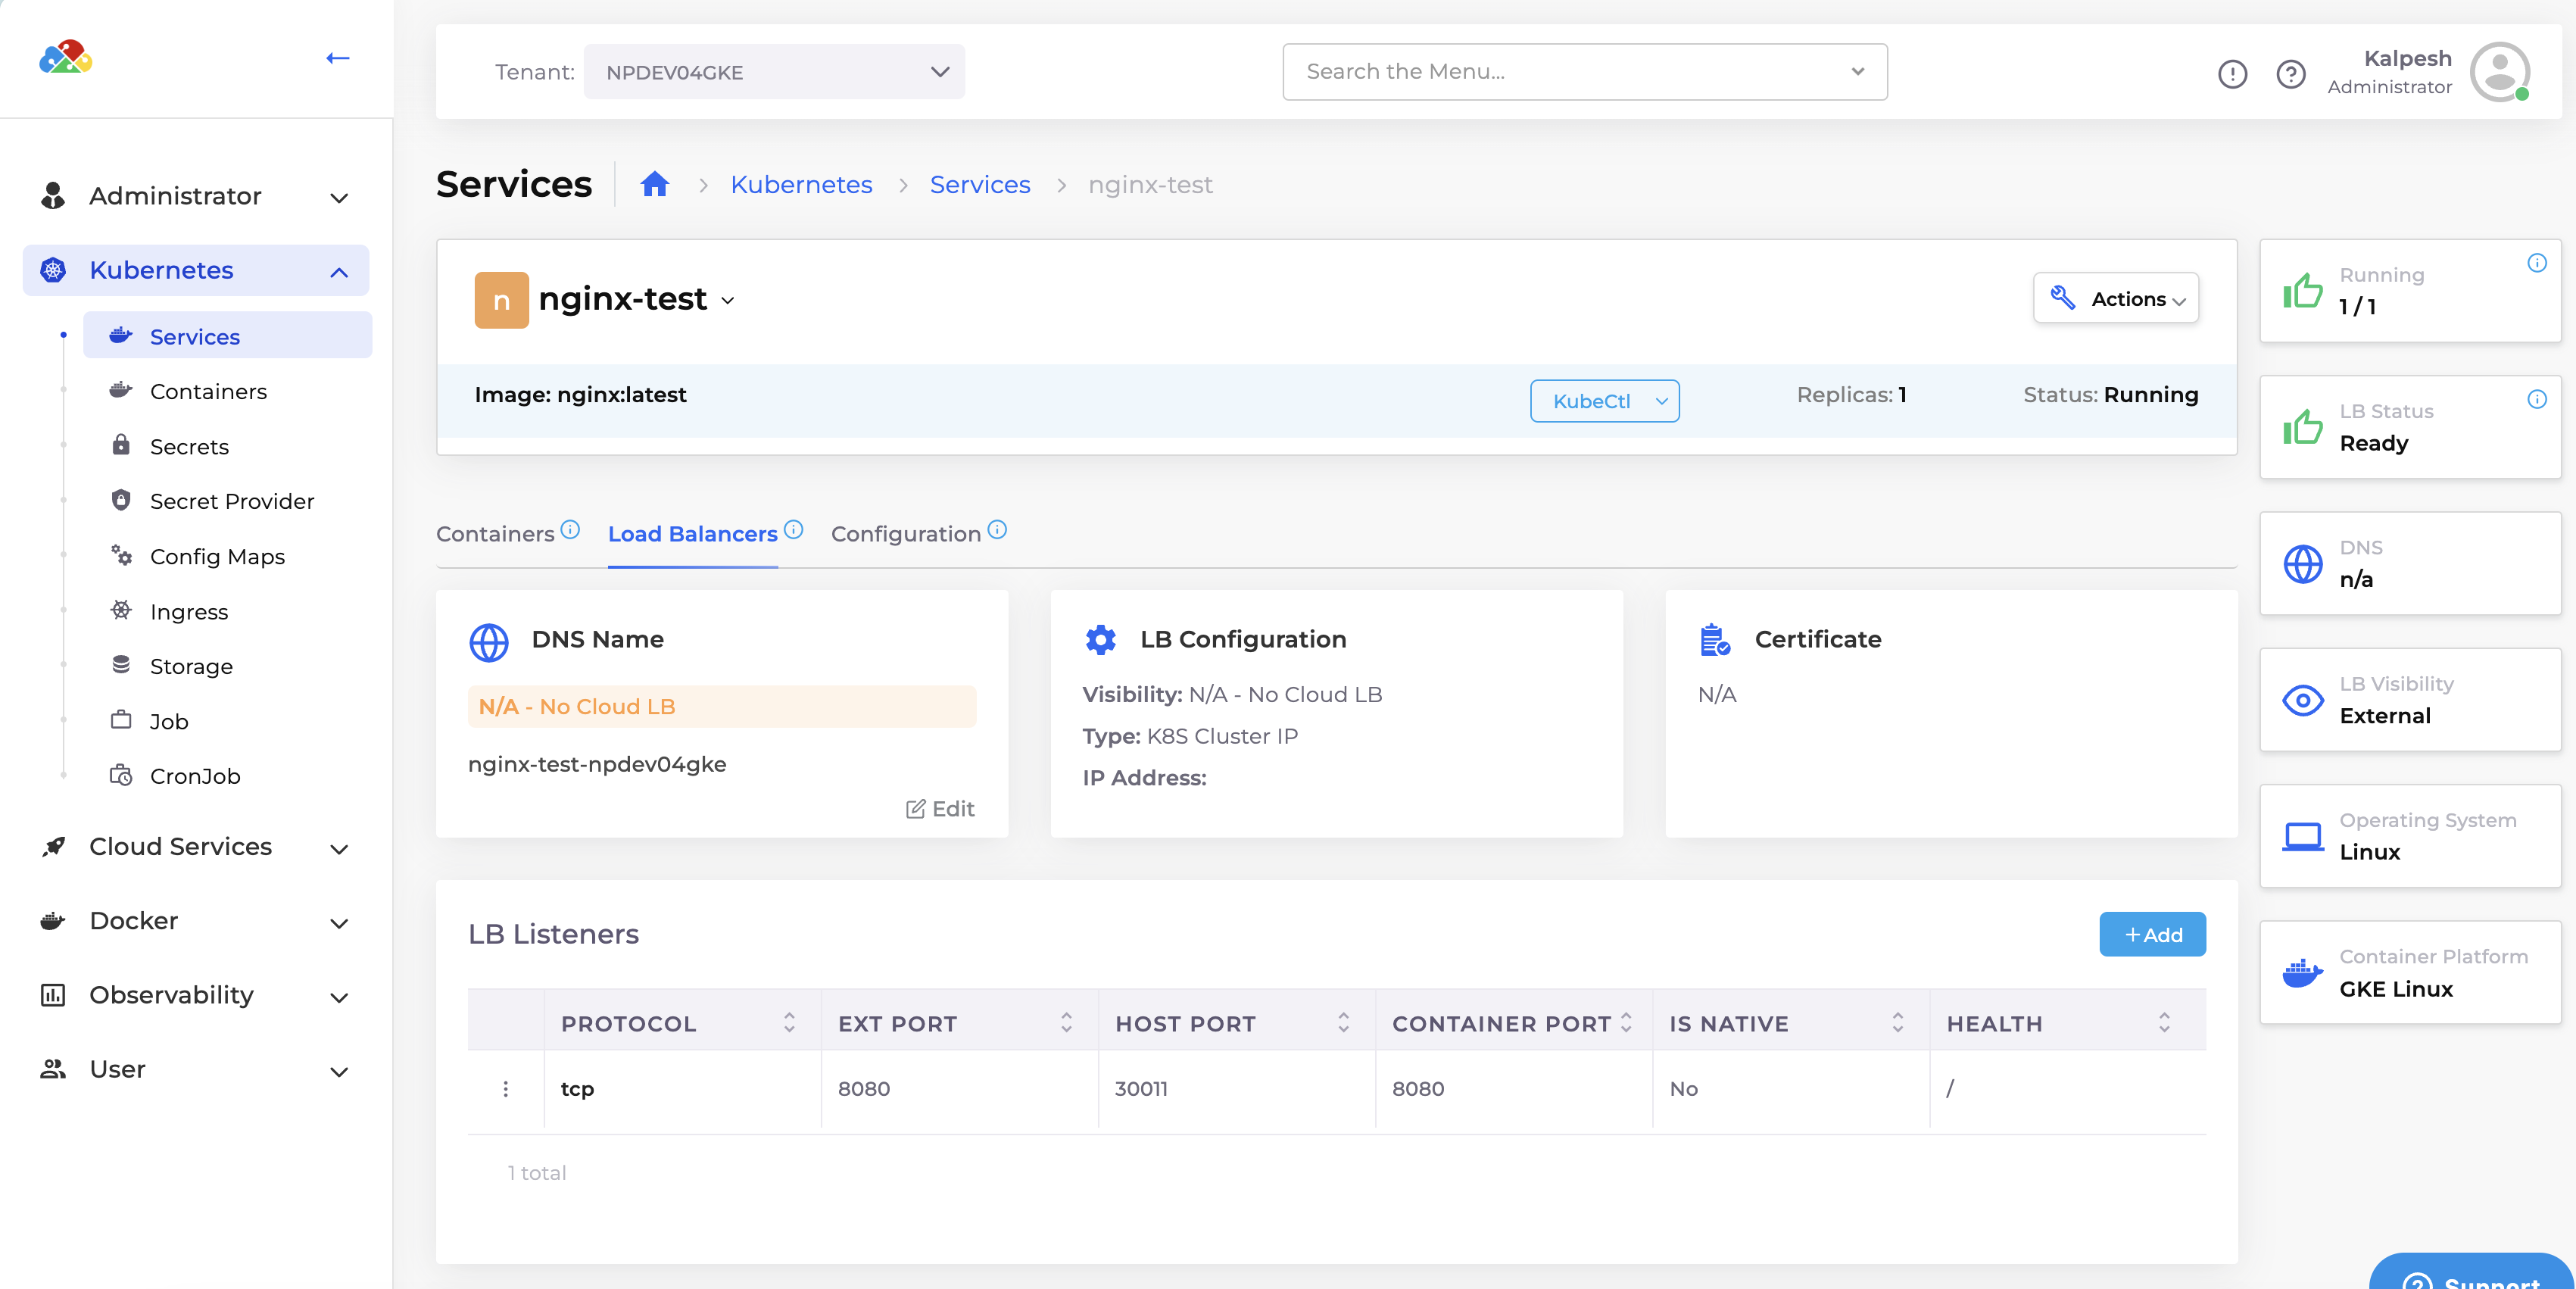 Tenant: NPDEV04GKE
Search the Menu...
Kalpesh
Administrator
Administrator
Kubernetes
Services
Containers
Secrets
Secret Provider
Config Maps
Ingress
Storage
Job
CronJob
Cloud Services
Docker
Observability
User
Services > Kubernetes > Services > nginx-test
n nginx-test
Actions
Image: nginx:latest KubeCtl Replicas: 1 Status: Running
Containers Load Balancers Configuration
DNS Name
N/A - No Cloud LB
nginx-test-npdev04gke
Edit
LB Configuration
Visibility: N/A - No Cloud LB
Type: K8S Cluster IP
IP Address:
Certificate
N/A
LB Listeners
+ Add
PROTOCOL EXT PORT HOST PORT CONTAINER PORT IS NATIVE HEALTH
tcp 8080 30011 8080 No /
1 total
Running
1 / 1
LB Status
Ready
DNS
n/a
LB Visibility
External
Operating System
Linux
Container Platform
GKE Linux
Support